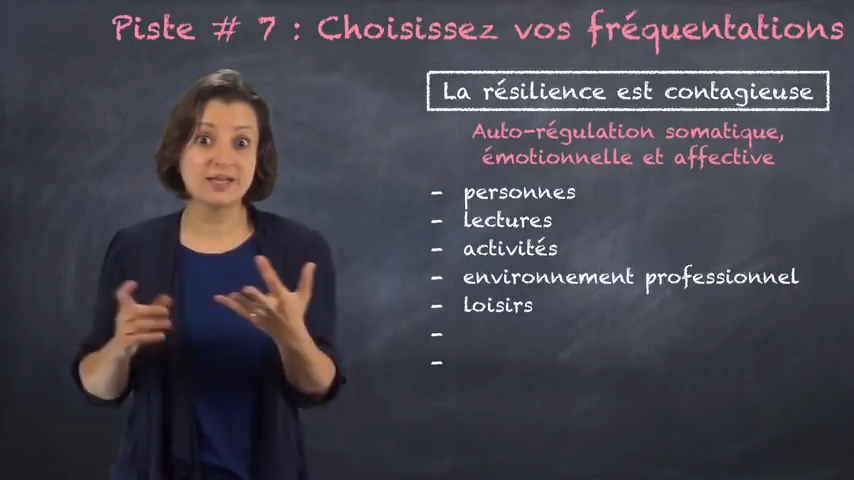 Piste # 7 : Choisissez vos fréquentations
La résilience est contagieuse
Auto-régulation somatique,
émotionnelle et affective
- personnes
- lectures
- activités
- environnement professionnel
- loisirs
-
-